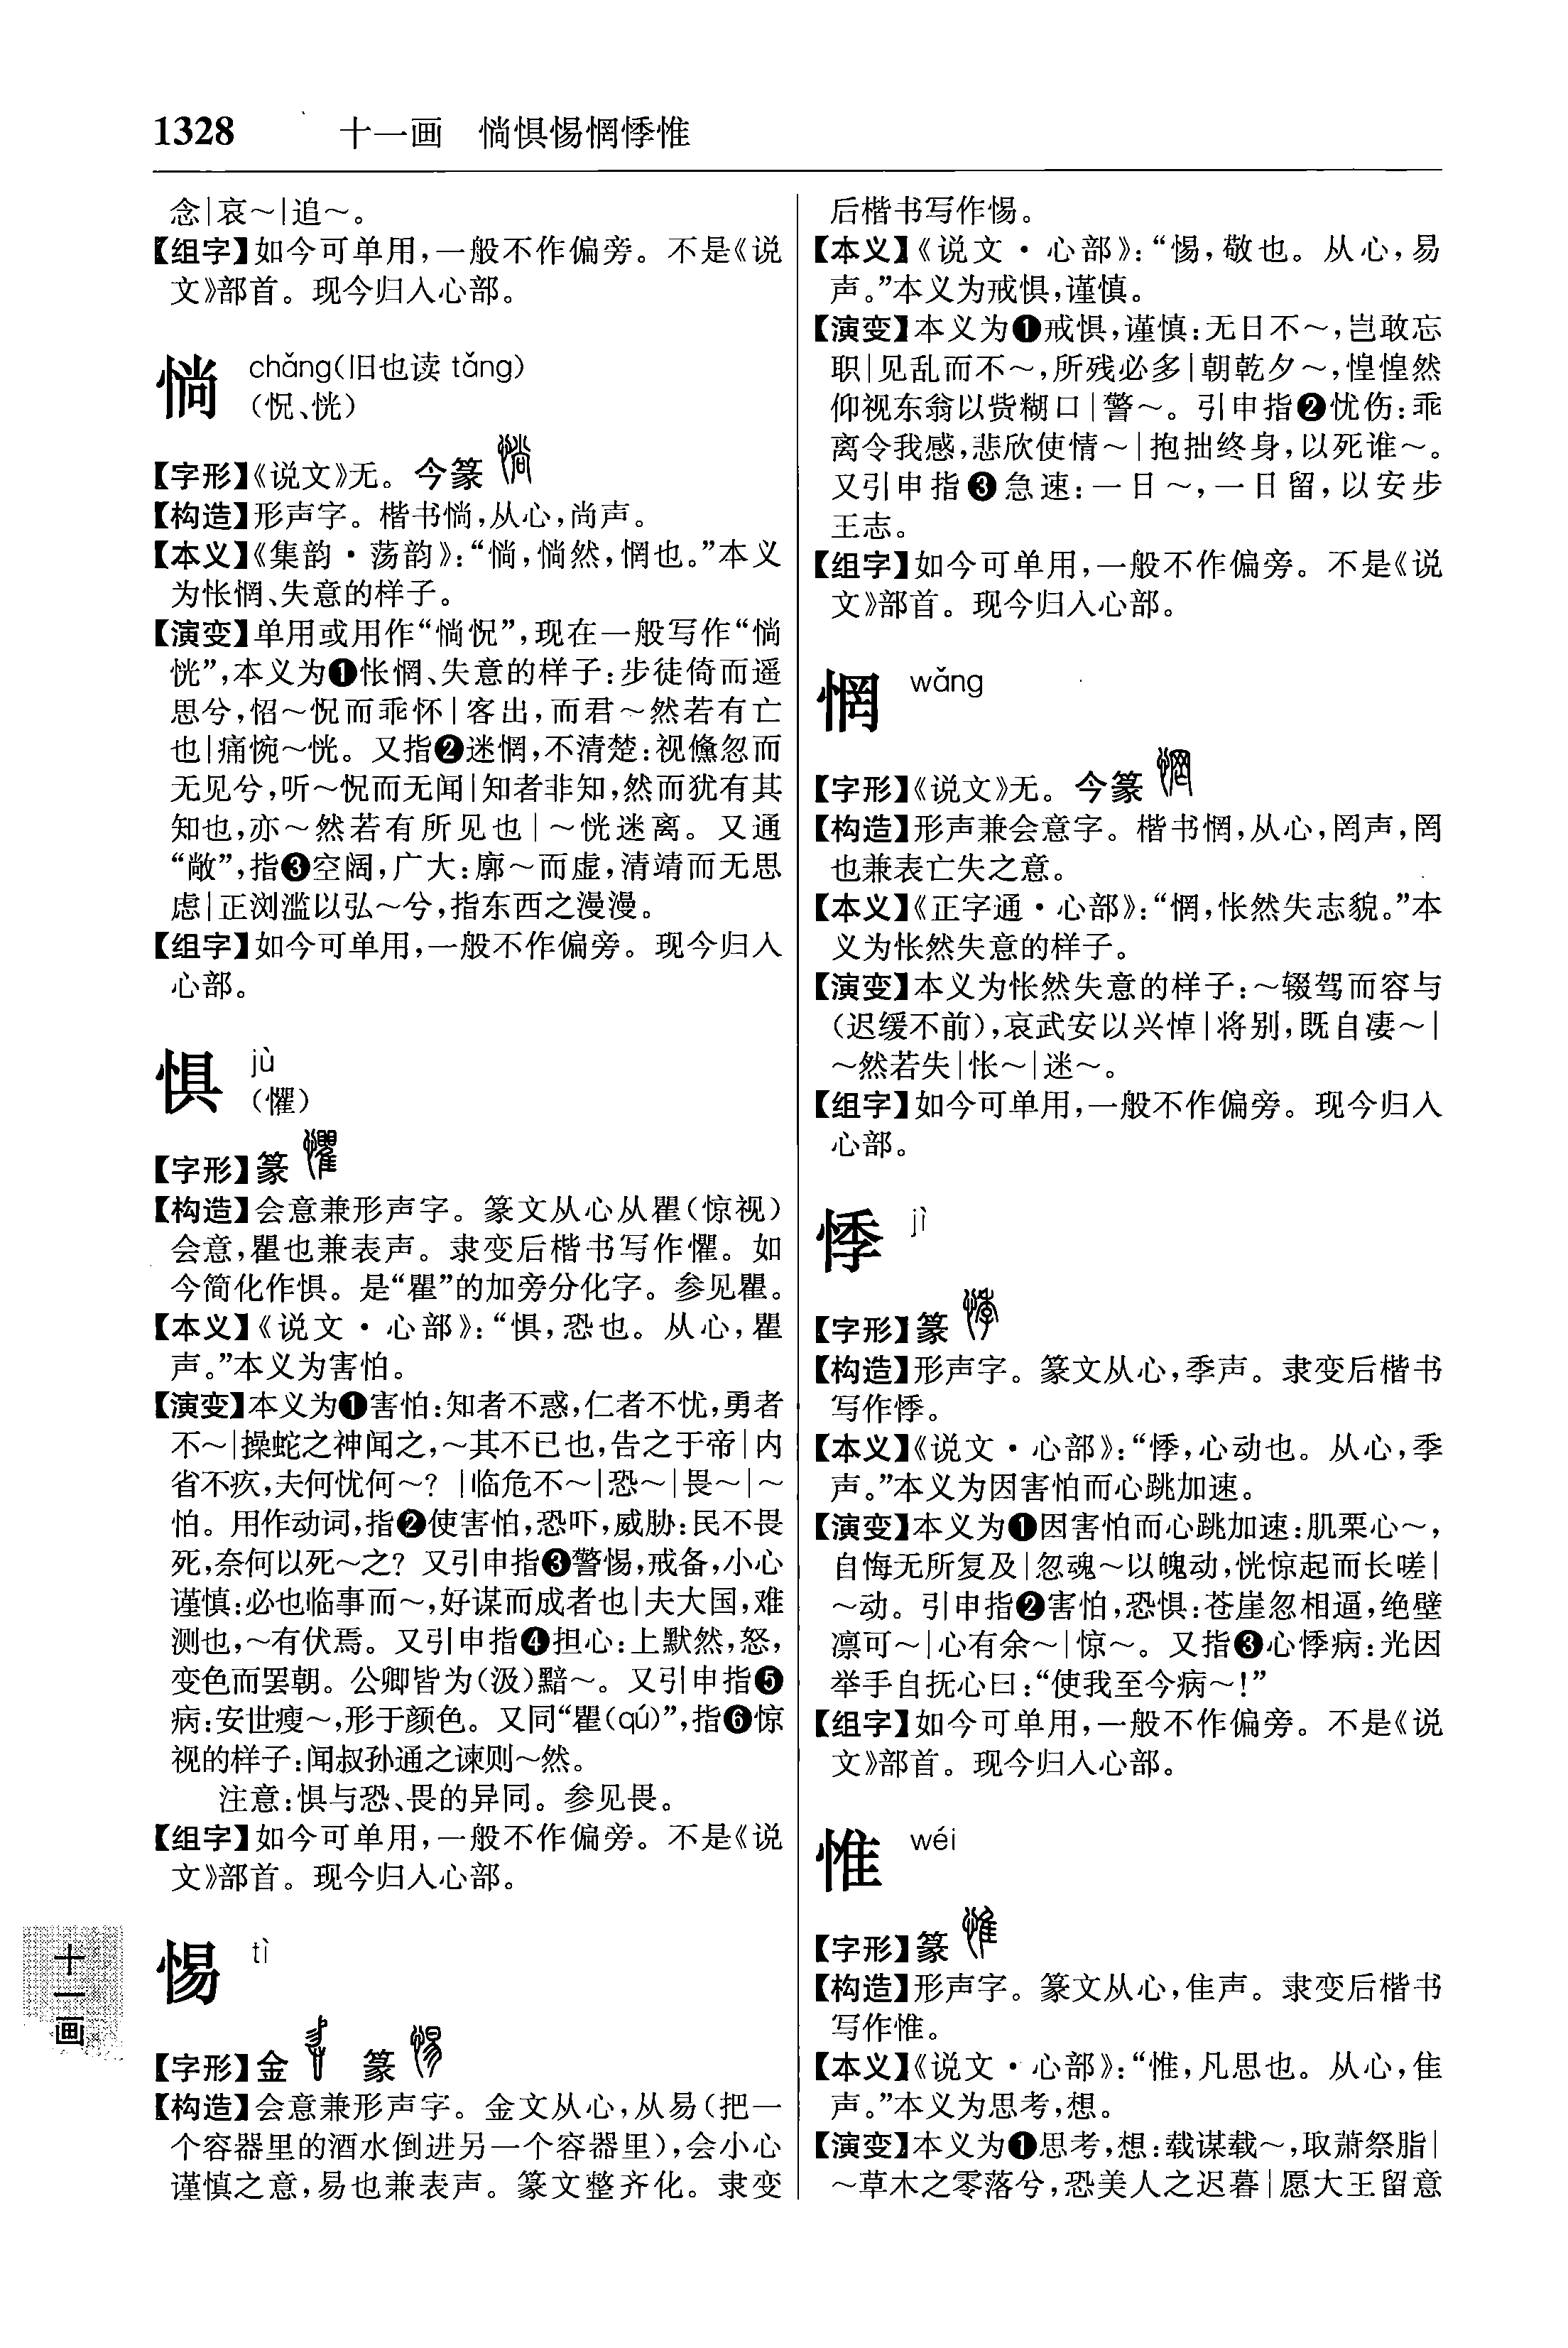 1328 十一画 惝惧惕惘悸惟
念|哀～|追～。
【组字】如今可单用,一般不作偏旁。不是《说
文》部首。现今归入心部。
惝 chǎng(旧也读 tǎng)
(怳、恍)
【字形】《说文》无。今篆
【构造】形声字。楷书惝,从心,尚声。
【本义】《集韵·荡韵》:“惝,惝然,惘也。”本义
为怅惘、失意的样子。
【演变】单用或用作“惝怳”,现在一般写作“惝
恍”,本义为❶怅惘、失意的样子:步徒倚而遥
思兮,怊～怳而乖怀|客出,而君～然若有亡
也|痛惋～恍。又指❷迷惘,不清楚:视儵忽而
无见兮,听～怳而无闻|知者非知,然而犹有其
知也,亦～然若有所见也|～恍迷离。又通
“敞”,指❸空阔,广大:廓～而虚,清靖而无思
虑|正浏滥以弘～兮,指东西之漫漫。
【组字】如今可单用,一般不作偏旁。现今归入
心部。
惧 jù
(懼)
【字形】篆
【构造】会意兼形声字。篆文从心从瞿(惊视)
会意,瞿也兼表声。隶变后楷书写作懼。如
今简化作惧。是“瞿”的加旁分化字。参见瞿。
【本义】《说文·心部》:“惧,恐也。从心,瞿
声。”本义为害怕。
【演变】本义为❶害怕:知者不惑,仁者不忧,勇者
不～|操蛇之神闻之,～其不已也,告之于帝|内
省不疚,夫何忧何～?|临危不～|恐～|畏～|～
怕。用作动词,指❷使害怕,恐吓,威胁:民不畏
死,奈何以死～之?又引申指❸警惕,戒备,小心
谨慎:必也临事而～,好谋而成者也|夫大国,难
测也,～有伏焉。又引申指❹担心:上默然,怒,
变色而罢朝。公卿皆为(汲)黯～。又引申指❺
病:安世瘦～,形于颜色。又同“瞿(qú)”,指❻惊
视的样子:闻叔孙通之谏则～然。
注意:惧与恐、畏的异同。参见畏。
【组字】如今可单用,一般不作偏旁。不是《说
文》部首。现今归入心部。
惕 tì
【字形】金 篆
【构造】会意兼形声字。金文从心,从易(把一
个容器里的酒水倒进另一个容器里),会小心
谨慎之意,易也兼表声。篆文整齐化。隶变
后楷书写作惕。
【本义】《说文·心部》:“惕,敬也。从心,易
声。”本义为戒惧,谨慎。
【演变】本义为❶戒惧,谨慎:无日不～,岂敢忘
职|见乱而不～,所残必多|朝乾夕～,惶惶然
仰视东翁以赀糊口|警～。引申指❷忧伤:乖
离令我感,悲欣使情～|抱拙终身,以死谁～。
又引申指❸急速:一日～,一日留,以安步
王志。
【组字】如今可单用,一般不作偏旁。不是《说
文》部首。现今归入心部。
惘 wǎng
【字形】《说文》无。今篆
【构造】形声兼会意字。楷书惘,从心,罔声,罔
也兼表亡失之意。
【本义】《正字通·心部》:“惘,怅然失志貌。”本
义为怅然失意的样子。
【演变】本义为怅然失意的样子:～辍驾而容与
(迟缓不前),哀武安以兴悼|将别,既自凄～|
～然若失|怅～|迷～。
【组字】如今可单用,一般不作偏旁。现今归入
心部。
悸 jì
【字形】篆
【构造】形声字。篆文从心,季声。隶变后楷书
写作悸。
【本义】《说文·心部》:“悸,心动也。从心,季
声。”本义为因害怕而心跳加速。
【演变】本义为❶因害怕而心跳加速:肌栗心～,
自悔无所复及|忽魂～以魄动,恍惊起而长嗟|
～动。引申指❷害怕,恐惧:苍崖忽相逼,绝壁
凛可～|心有余～|惊～。又指❸心悸病:光因
举手自抚心曰:“使我至今病～!”
【组字】如今可单用,一般不作偏旁。不是《说
文》部首。现今归入心部。
惟 wéi
【字形】篆
【构造】形声字。篆文从心,隹声。隶变后楷书
写作惟。
【本义】《说文·心部》:“惟,凡思也。从心,隹
声。”本义为思考,想。
【演变】本义为❶思考,想:载谋载～,取萧祭脂|
～草木之零落兮,恐美人之迟暮|愿大王留意
十一画